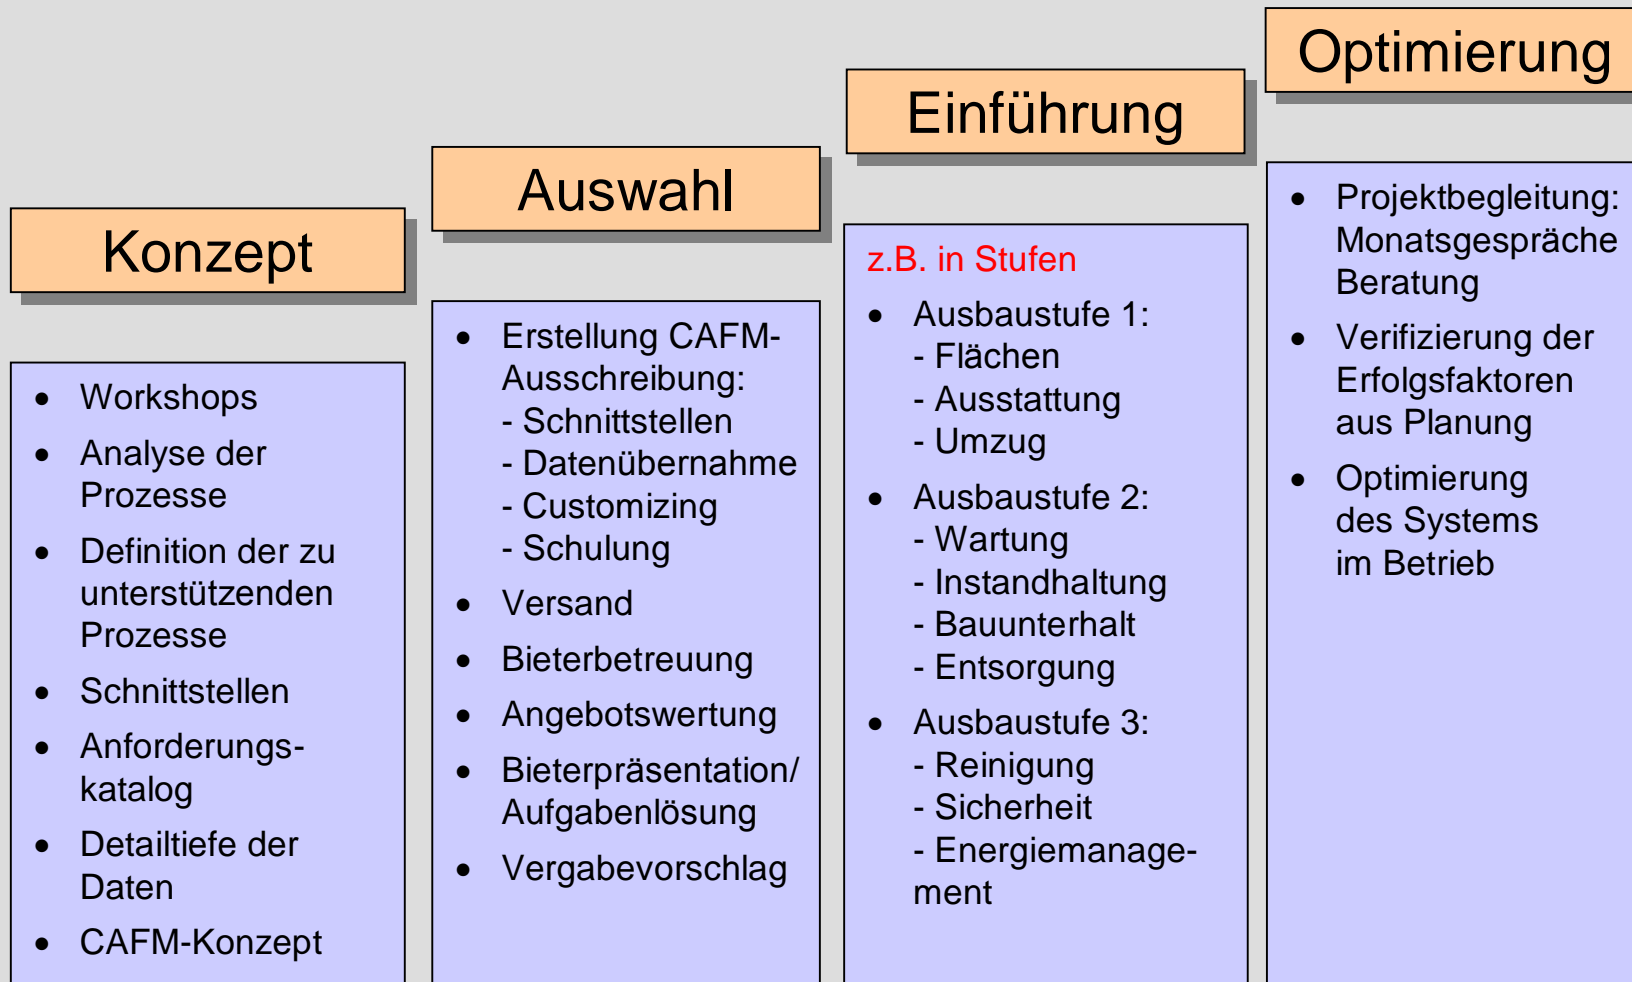 Konzept
• Workshops
• Analyse der
Prozesse
• Definition der zu
unterstützenden
Prozesse
• Schnittstellen
• Anforderungs-
katalog
• Detailtiefe der
Daten
• CAFM-Konzept
Auswahl
• Erstellung CAFM-
Ausschreibung:
- Schnittstellen
- Datenübernahme
- Customizing
- Schulung
• Versand
• Bieterbetreuung
• Angebotswertung
• Bieterpräsentation/
Aufgabenlösung
• Vergabevorschlag
Einführung
z.B. in Stufen
• Ausbaustufe 1:
- Flächen
- Ausstattung
- Umzug
• Ausbaustufe 2:
- Wartung
- Instandhaltung
- Bauunterhalt
- Entsorgung
• Ausbaustufe 3:
- Reinigung
- Sicherheit
- Energiemanage-
ment
Optimierung
• Projektbegleitung:
Monatsgespräche
Beratung
• Verifizierung der
Erfolgsfaktoren
aus Planung
• Optimierung
des Systems
im Betrieb